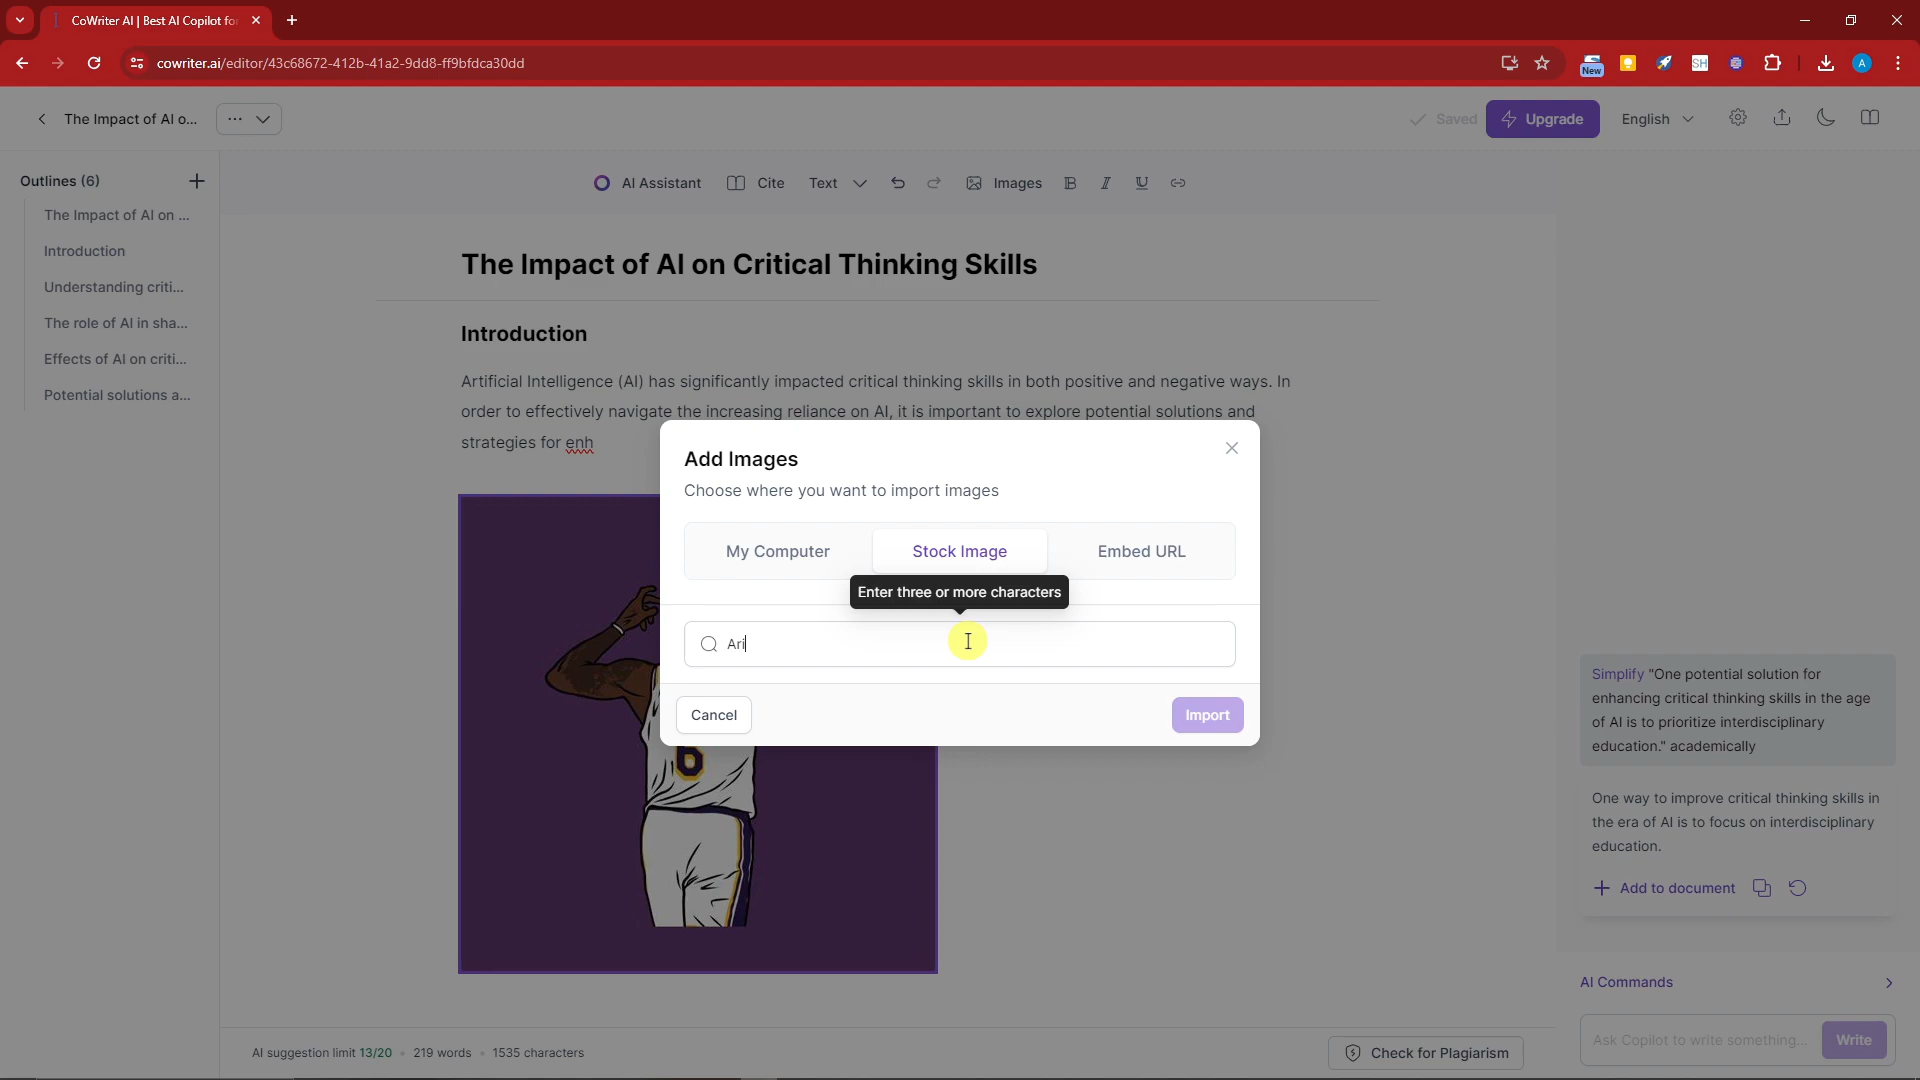 CoWriter AI | Best AI Copilot fo
cowriter.ai/editor/43c68672-412b-41a2-9dd8-ff9bfdca30dd
New
SH
A
The Impact of AI o...
Saved
Upgrade
English
Outlines (6)
The Impact of AI on ...
Introduction
Understanding criti...
The role of AI in sha...
Effects of AI on criti...
Potential solutions a...
AI Assistant
Cite
Text
Images
B
I
U
The Impact of AI on Critical Thinking Skills
Introduction
Artificial Intelligence (AI) has significantly impacted critical thinking skills in both positive and negative ways. In
order to effectively navigate the increasing reliance on AI, it is important to explore potential solutions and
strategies for enh
6
Add Images
Choose where you want to import images
My Computer
Stock Image
Embed URL
Enter three or more characters
Ari
Cancel
Import
Simplify "One potential solution for
enhancing critical thinking skills in the age
of AI is to prioritize interdisciplinary
education." academically
One way to improve critical thinking skills in
the era of AI is to focus on interdisciplinary
education.
Add to document
AI Commands
Ask Copilot to write something...
Write
AI suggestion limit 13/20 • 219 words • 1535 characters
Check for Plagiarism